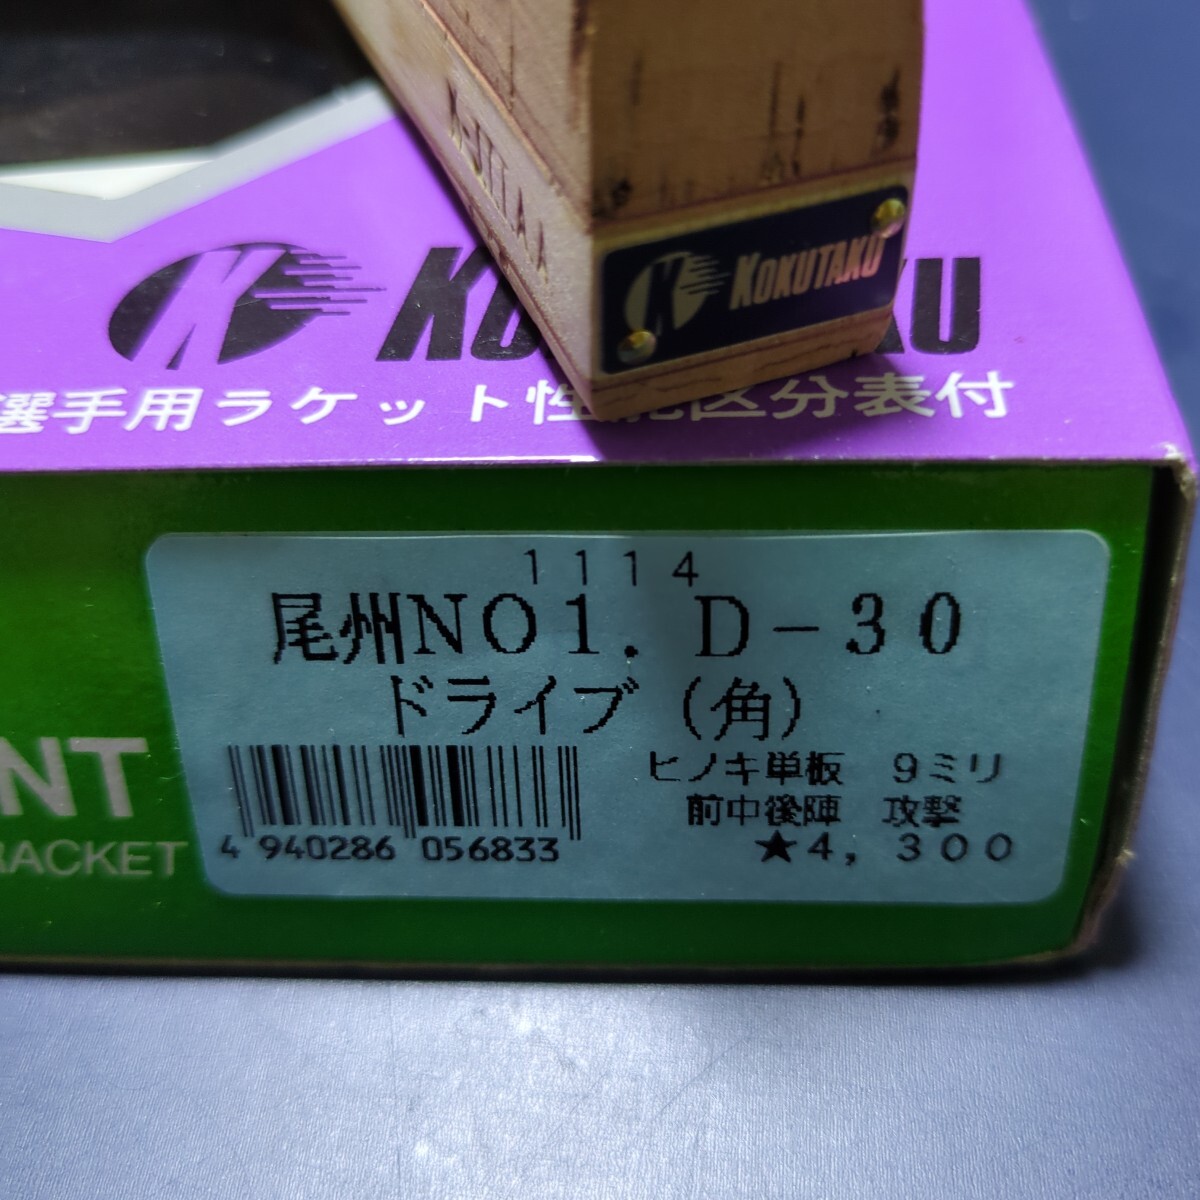 KOKUTAKU
選手用ラケット性能区分表付
KOKUTAKU
1114
尾州NO1. D-30
ドライブ(角)
ヒノキ単板 9ミリ
前中後陣 攻撃
★4,300
4 940286 056833
NT
RACKET